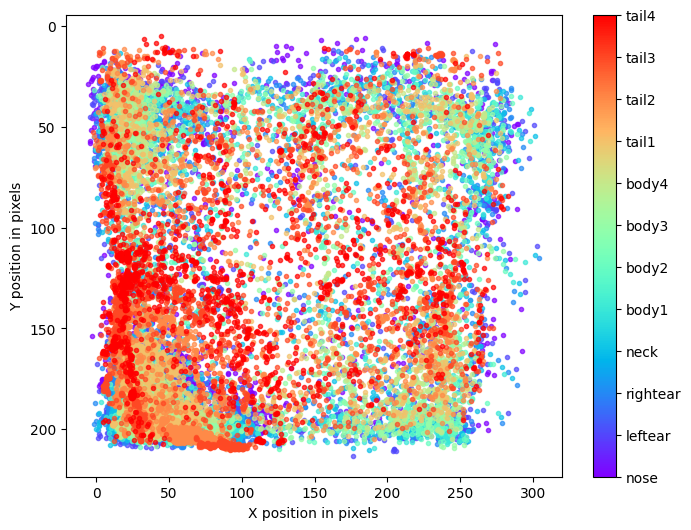 0
50
100
150
200
Y position in pixels
0
50
100
150
200
250
300
X position in pixels
tail4
tail3
tail2
tail1
body4
body3
body2
body1
neck
rightear
leftear
nose